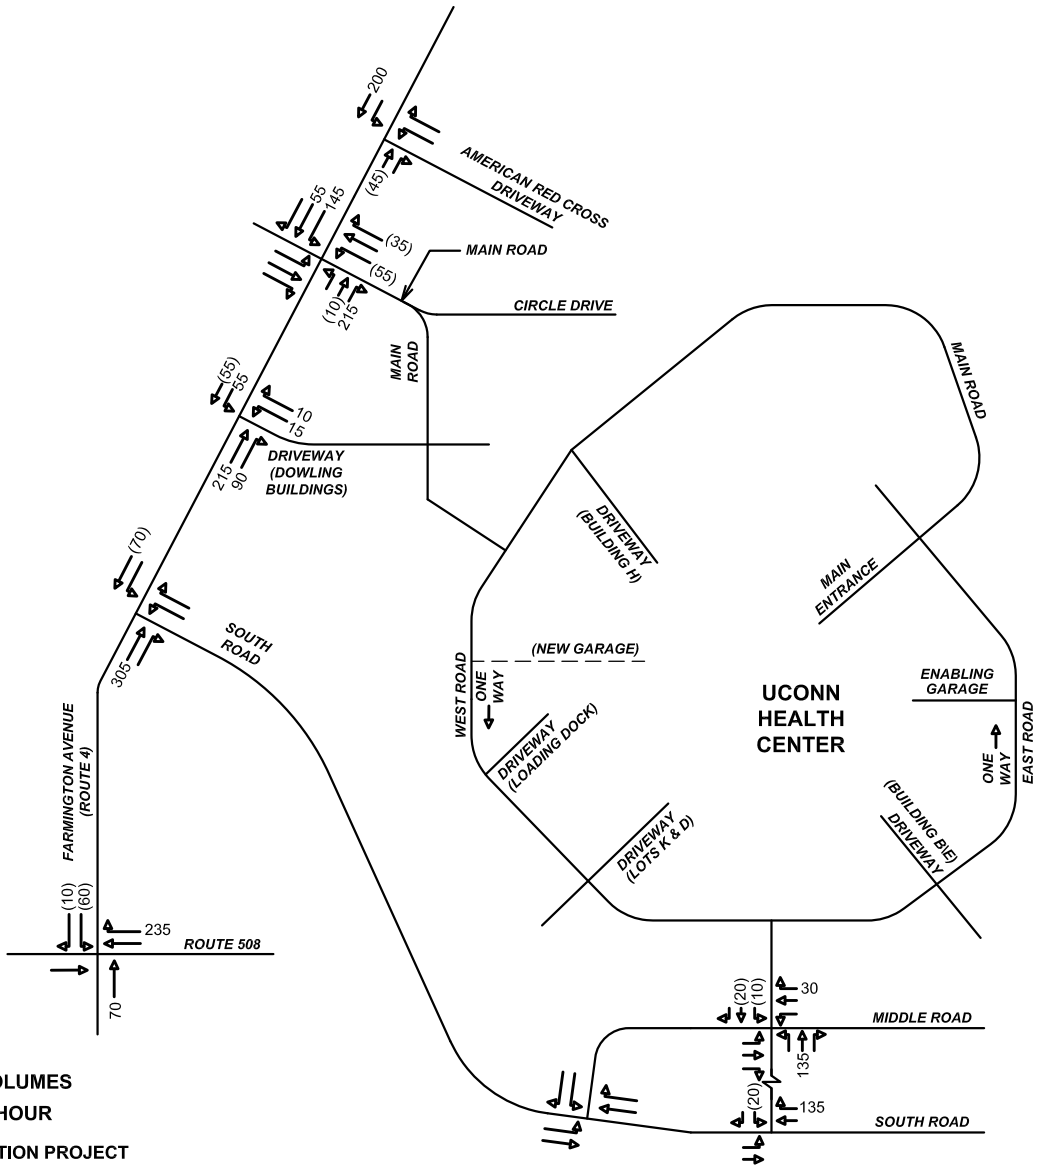 200
AMERICAN RED CROSS
DRIVEWAY
(45)
55
145
(35)
(55)
MAIN ROAD
(10)
215
CIRCLE DRIVE
MAIN
ROAD
MAIN ROAD
(55)
55
10
15
215
90
DRIVEWAY
(DOWLING
BUILDINGS)
DRIVEWAY
(BUILDING H)
(70)
MAIN
ENTRANCE
305
SOUTH
ROAD
(NEW GARAGE)
WEST ROAD
ONE
WAY
ENABLING
GARAGE
UCONN
HEALTH
CENTER
DRIVEWAY
(LOADING DOCK)
ONE
WAY
EAST ROAD
FARMINGTON AVENUE
(ROUTE 4)
DRIVEWAY
(LOTS K & D)
(BUILDING B\E)
DRIVEWAY
(10)
(60)
235
ROUTE 508
70
(20)
(10)
30
MIDDLE ROAD
135
OLUMES
HOUR
(20)
135
SOUTH ROAD
TION PROJECT